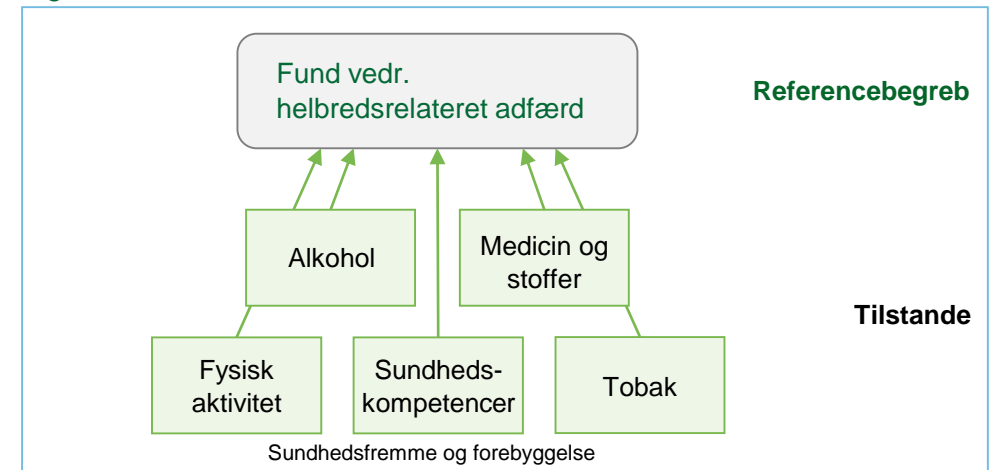 Fund vedr.
helbredsrelateret adfærd
Referencebegreb
Alkohol
Medicin og
stoffer
Tilstande
Fysisk
aktivitet
Sundheds-
kompetencer
Tobak
Sundhedsfremme og forebyggelse